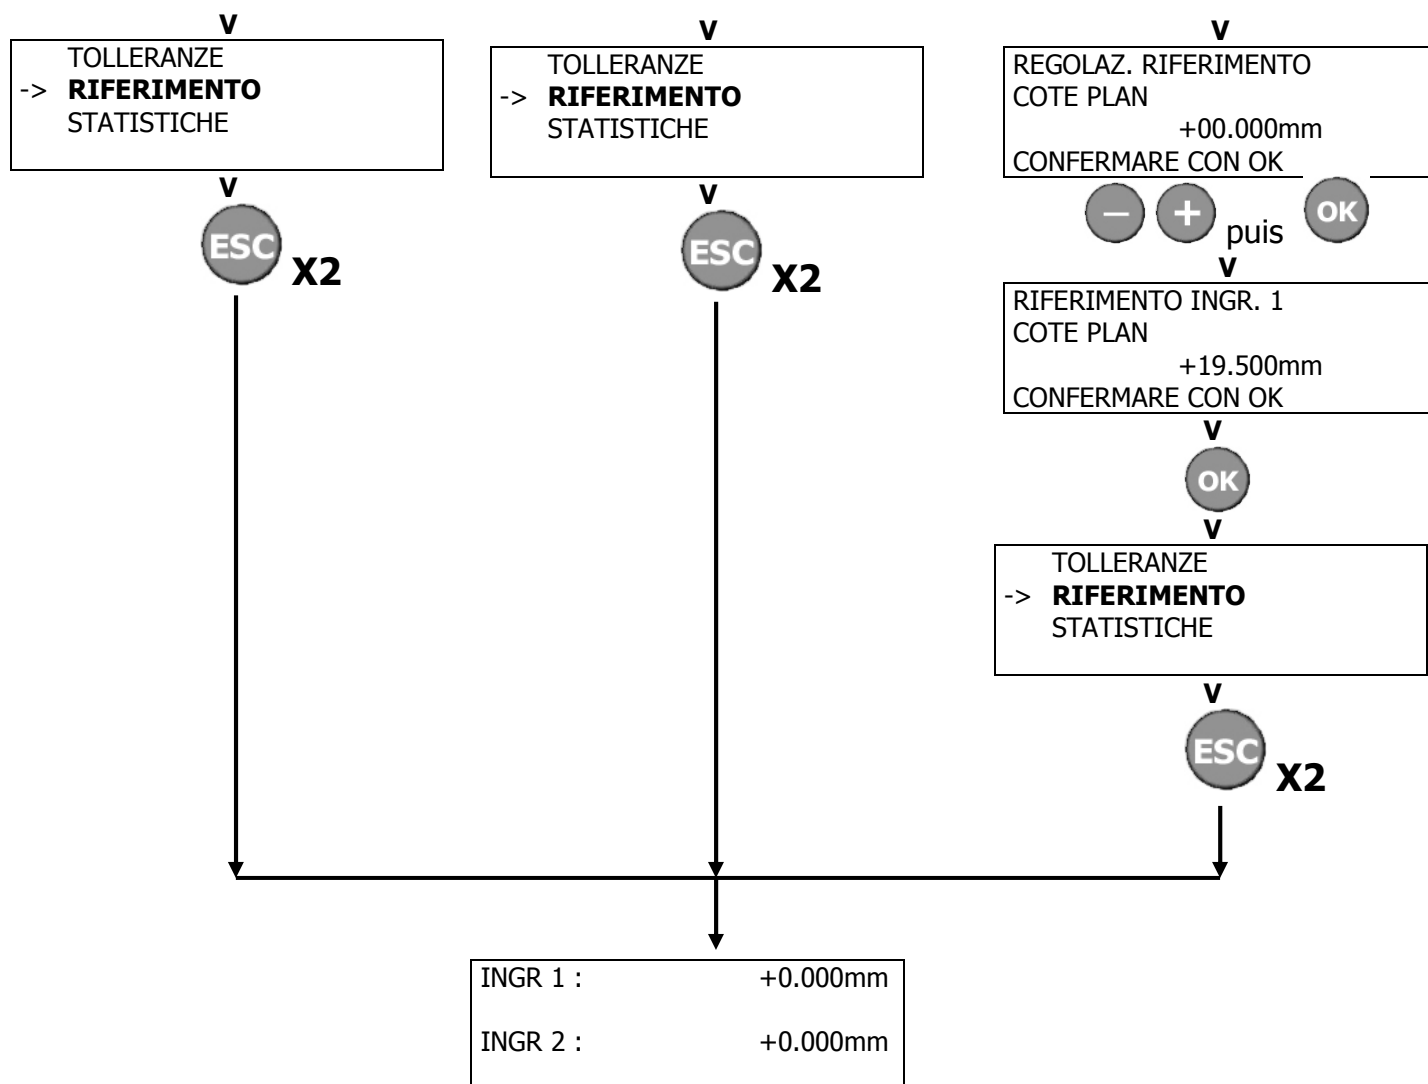 v
TOLLERANZE
-> RIFERIMENTO
STATISTICHE
v
ESC X2
v
TOLLERANZE
-> RIFERIMENTO
STATISTICHE
v
ESC X2
v
REGOLAZ. RIFERIMENTO
COTE PLAN
+00.000mm
CONFERMARE CON OK
− + puis OK
v
RIFERIMENTO INGR. 1
COTE PLAN
+19.500mm
CONFERMARE CON OK
v
OK
v
TOLLERANZE
-> RIFERIMENTO
STATISTICHE
v
ESC X2
INGR 1 : +0.000mm
INGR 2 : +0.000mm